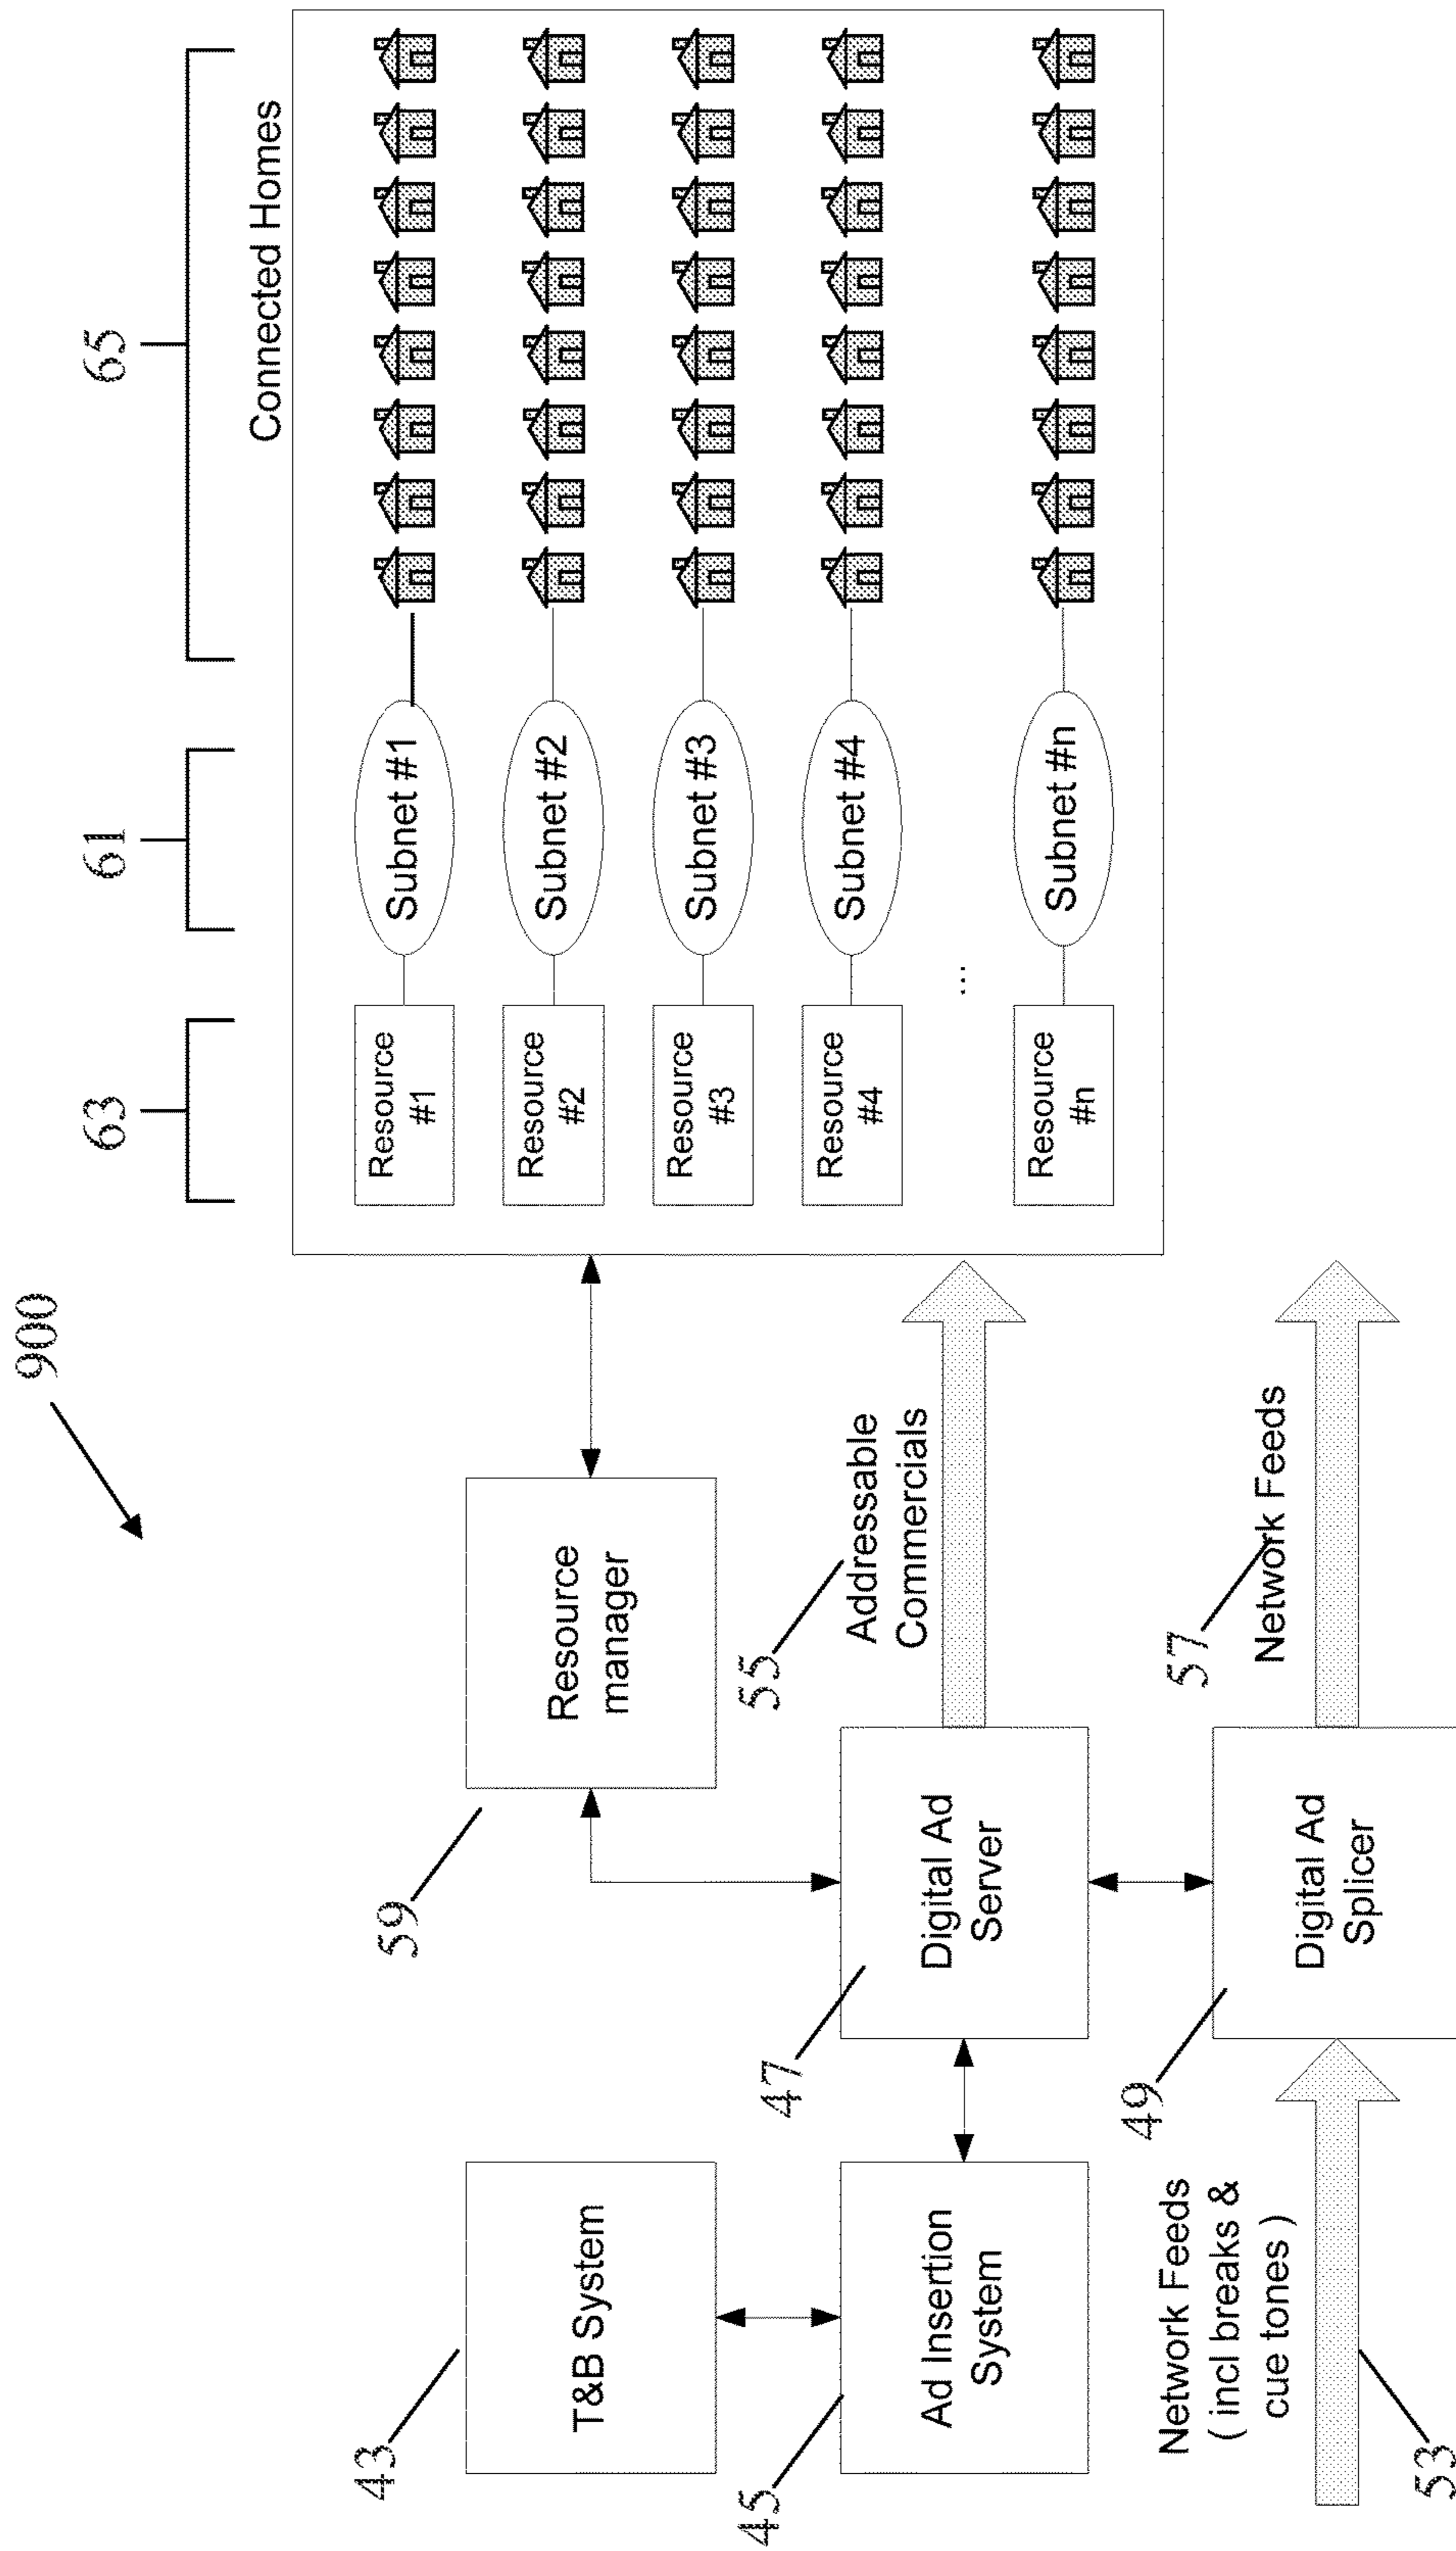 900
63
61
65
Connected Homes
Resource
#1
Subnet #1
Resource
#2
Subnet #2
Resource
#3
Subnet #3
Resource
#4
Subnet #4
...
Resource
#n
Subnet #n
43
T&B System
59
Resource
manager
45
Ad Insertion
System
47
Digital Ad
Server
55
Addressable
Commercials
Network Feeds
( incl breaks &
cue tones )
53
49
Digital Ad
Splicer
57
Network Feeds